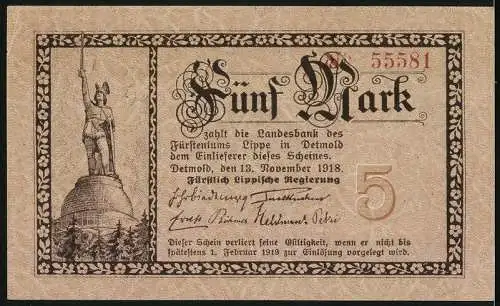 № 55581
Fünf Mark
zahlt die Landesbank des
Fürstentums Lippe in Detmold
dem Einlieferer dieses Scheines.
Detmold, den 13. November 1918.
Fürstlich Lippische Regierung
5
Dieser Schein verliert seine Gültigkeit, wenn er nicht bis
spätestens 1. Februar 1919 zur Einlösung vorgelegt wird.